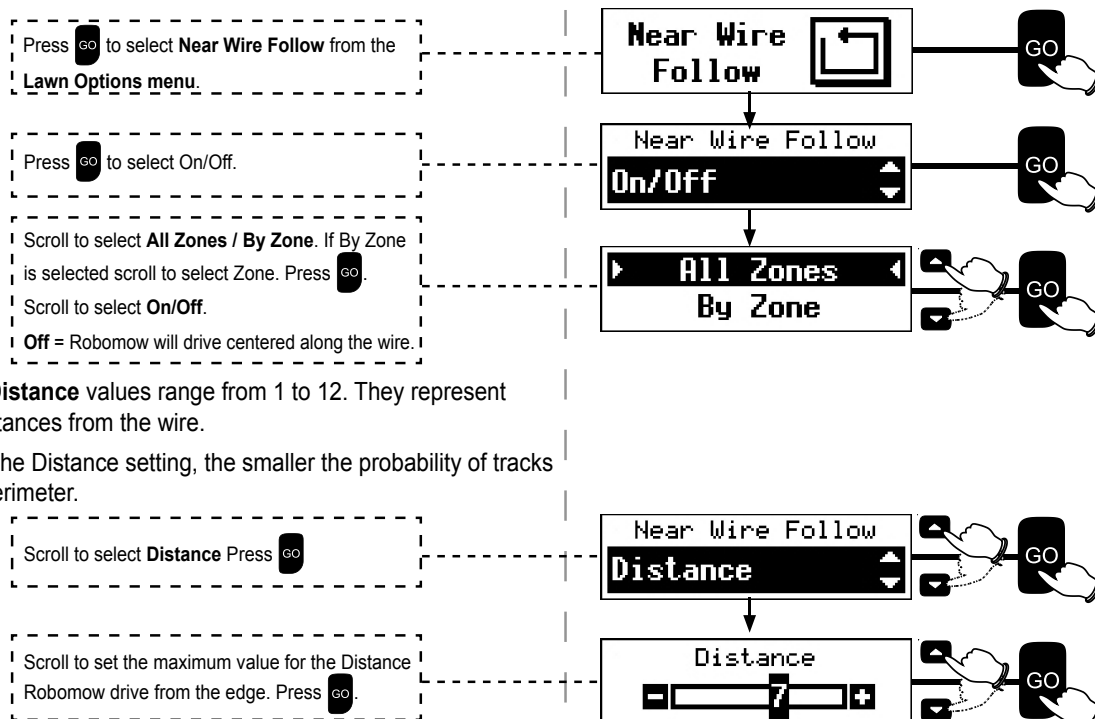 Press GO to select Near Wire Follow from the
Lawn Options menu.
Near Wire
Follow
GO
Press GO to select On/Off.
Near Wire Follow
On/Off
GO
Scroll to select All Zones / By Zone. If By Zone
is selected scroll to select Zone. Press GO.
Scroll to select On/Off.
Off = Robomow will drive centered along the wire.
All Zones
By Zone
GO
istance values range from 1 to 12. They represent
tances from the wire.
he Distance setting, the smaller the probability of tracks
erimeter.
Scroll to select Distance Press GO
Near Wire Follow
Distance
GO
Scroll to set the maximum value for the Distance
Robomow drive from the edge. Press GO.
Distance
- 7 +
GO